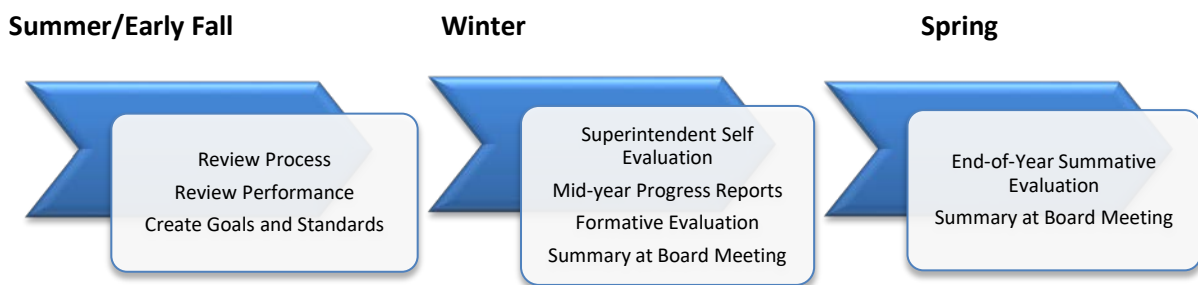 Summer/Early Fall
Winter
Spring
Review Process
Review Performance
Create Goals and Standards
Superintendent Self
Evaluation
Mid-year Progress Reports
Formative Evaluation
Summary at Board Meeting
End-of-Year Summative
Evaluation
Summary at Board Meeting